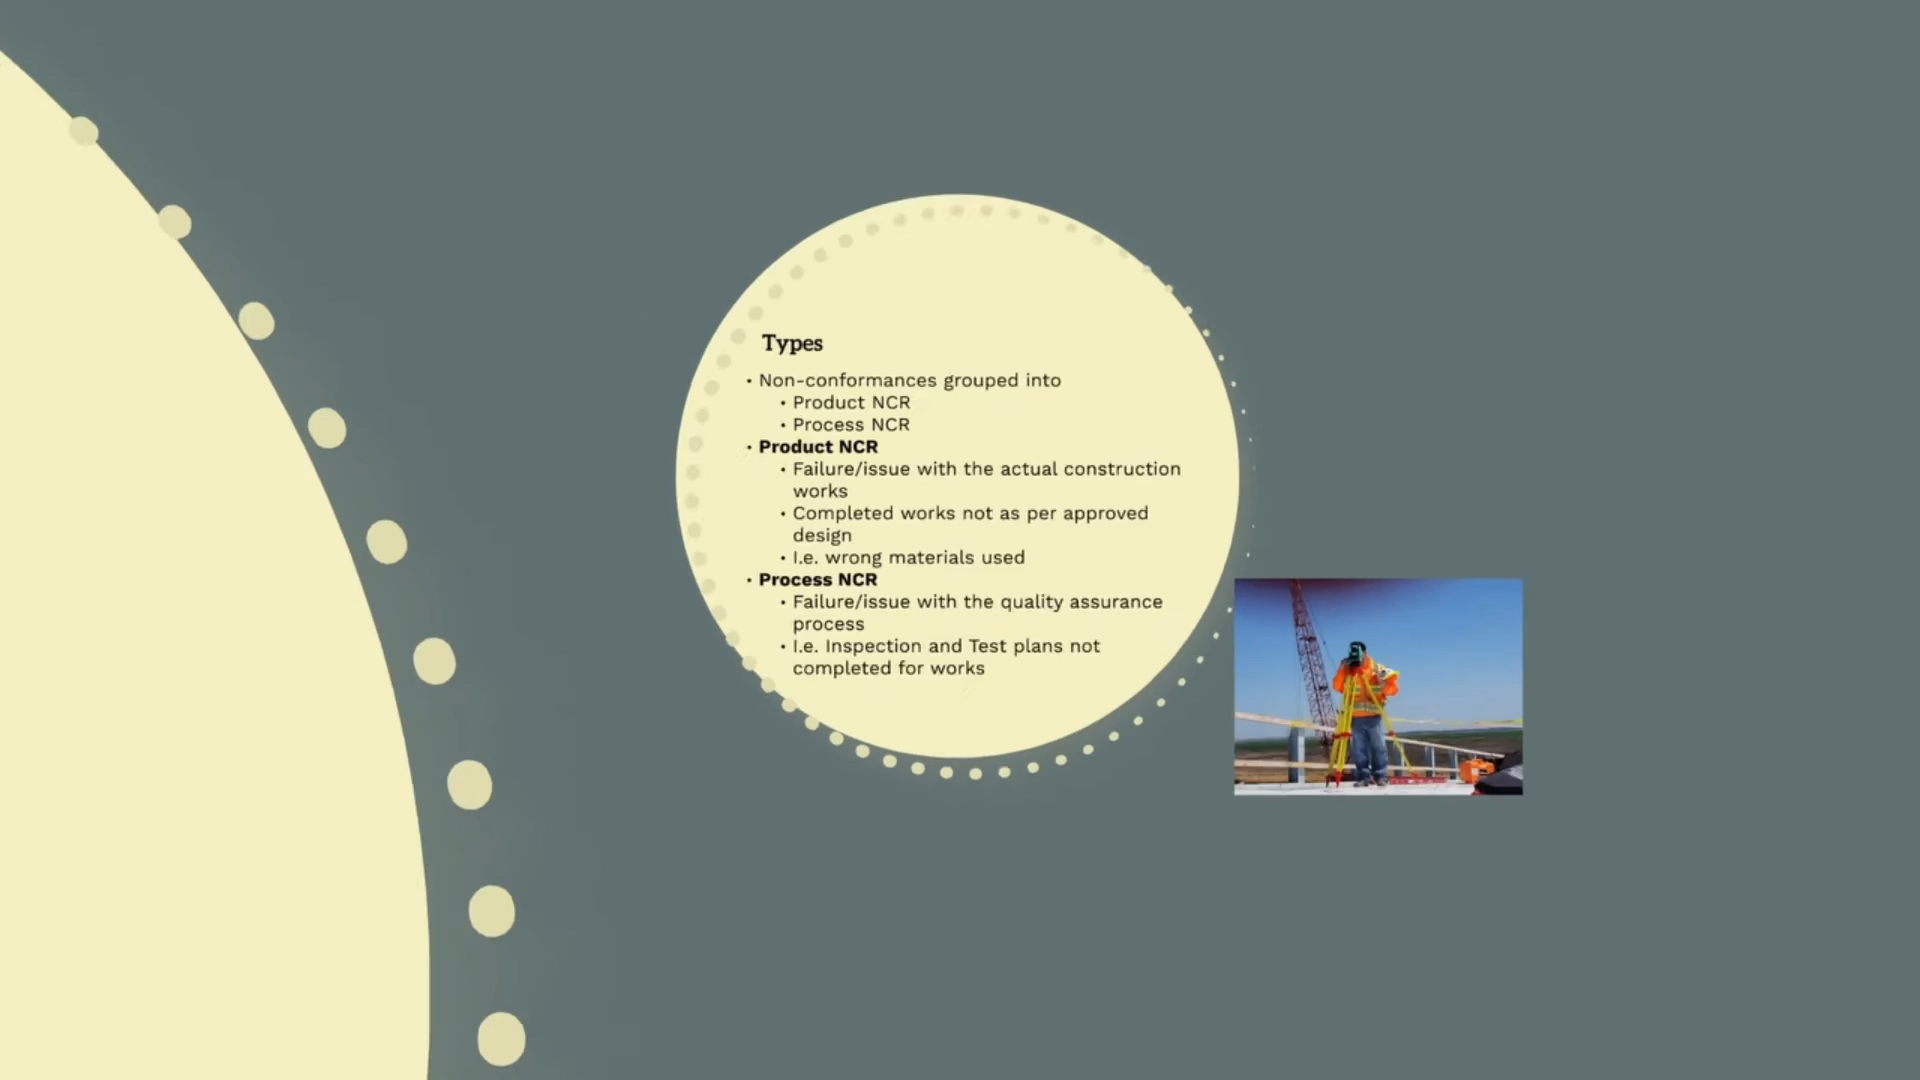 Types
• Non-conformances grouped into
• Product NCR
• Process NCR
• Product NCR
• Failure/issue with the actual construction
works
• Completed works not as per approved
design
• I.e. wrong materials used
• Process NCR
• Failure/issue with the quality assurance
process
• I.e. Inspection and Test plans not
completed for works